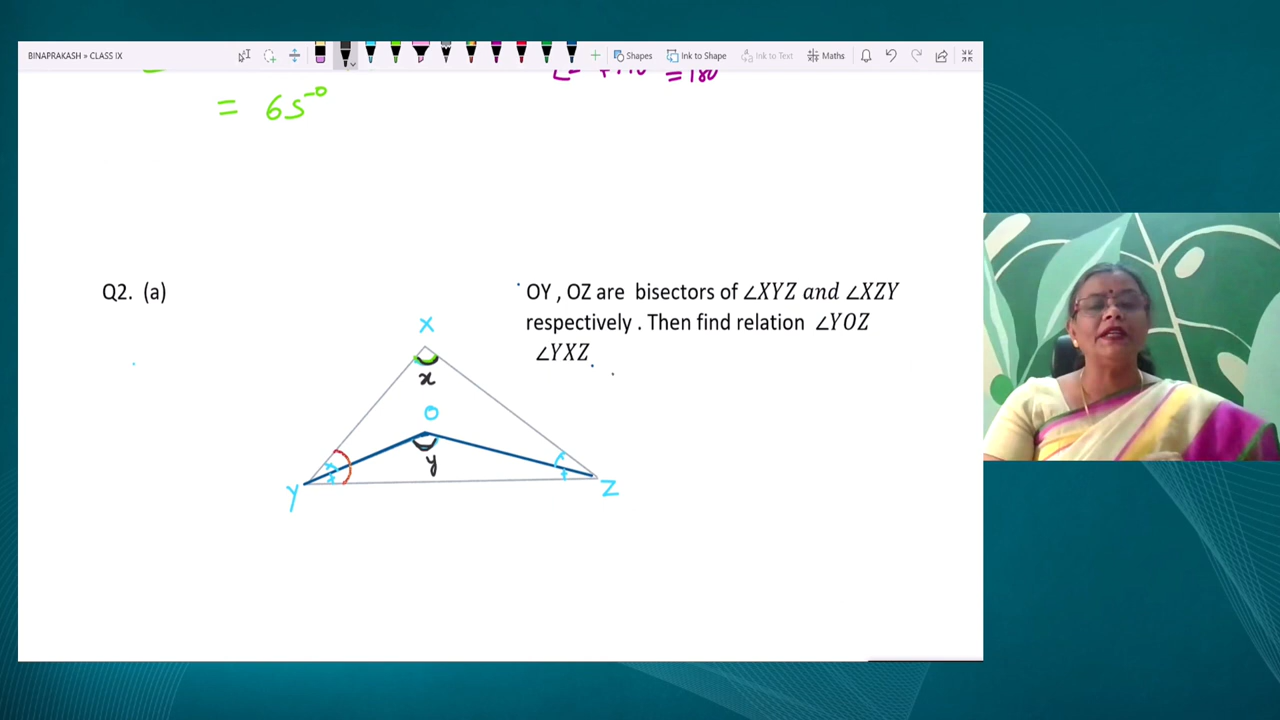 BINAPRAKASH » CLASS IX
Shapes
Ink to Shape
Ink to Text
Maths
= 180
= 65°
Q2. (a)
OY , OZ are bisectors of ∠XYZ and ∠XZY
respectively . Then find relation ∠YOZ
∠YXZ
X
x
O
y
Y
Z